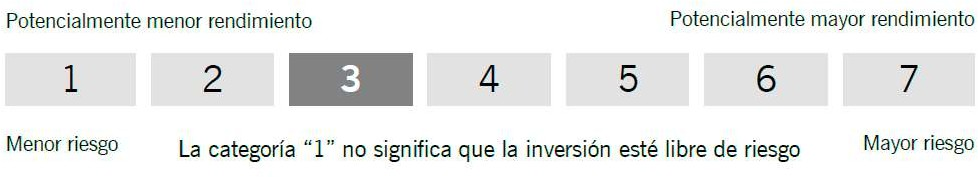 Potencialmente menor rendimiento Potencialmente mayor rendimiento
1 2 3 4 5 6 7
Menor riesgo La categoría “1” no significa que la inversión esté libre de riesgo Mayor riesgo